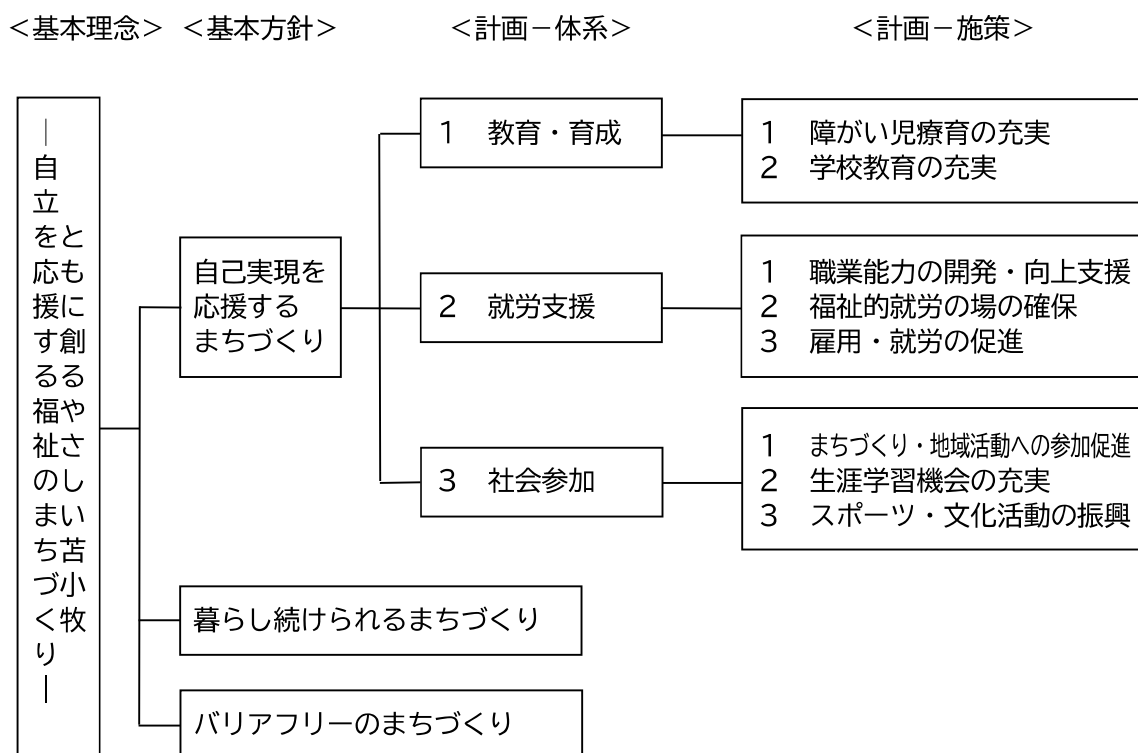 ＜基本理念＞ ＜基本方針＞ ＜計画－体系＞ ＜計画－施策＞
ともに創るやさしい苫小牧
―自立を応援する福祉のまちづくり―
自己実現を
応援する
まちづくり
1 教育・育成
1 障がい児療育の充実
2 学校教育の充実
2 就労支援
1 職業能力の開発・向上支援
2 福祉的就労の場の確保
3 雇用・就労の促進
3 社会参加
1 まちづくり・地域活動への参加促進
2 生涯学習機会の充実
3 スポーツ・文化活動の振興
暮らし続けられるまちづくり
バリアフリーのまちづくり